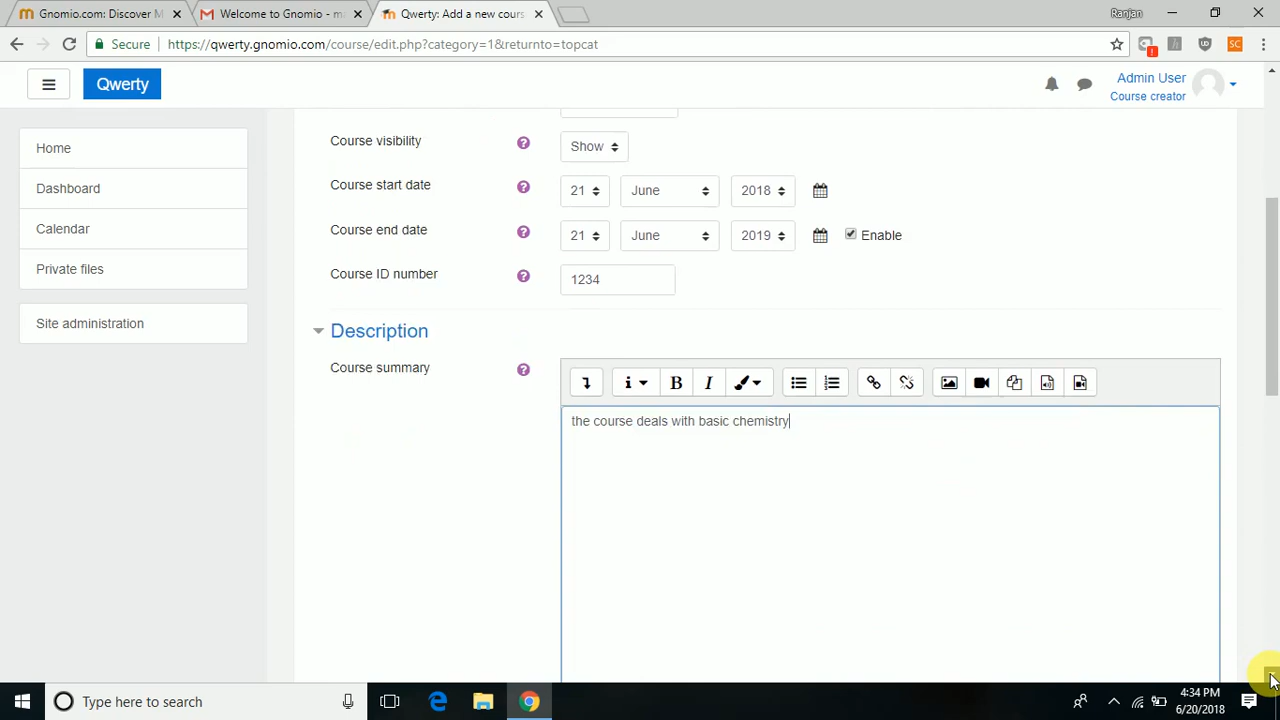 Gnomio.com: Discover M
Welcome to Gnomio - ma
Qwerty: Add a new cours
Ranjan
Secure
https://qwerty.gnomio.com/course/edit.php?category=1&returnto=topcat
SC
Qwerty
Admin User
Course creator
Home
Dashboard
Calendar
Private files
Site administration
Course visibility
Show
Course start date
21 June 2018
Course end date
21 June 2019 Enable
Course ID number
1234
Description
Course summary
B I
the course deals with basic chemistry
Type here to search
4:34 PM
6/20/2018